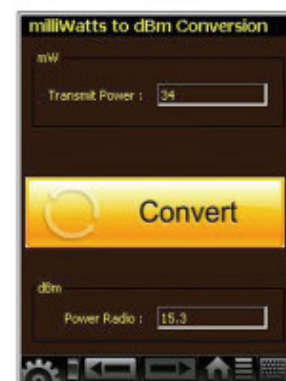 milliWatts to dBm Conversion
mW
Transmit Power : 34
Convert
dBm
Power Radio : 15.3